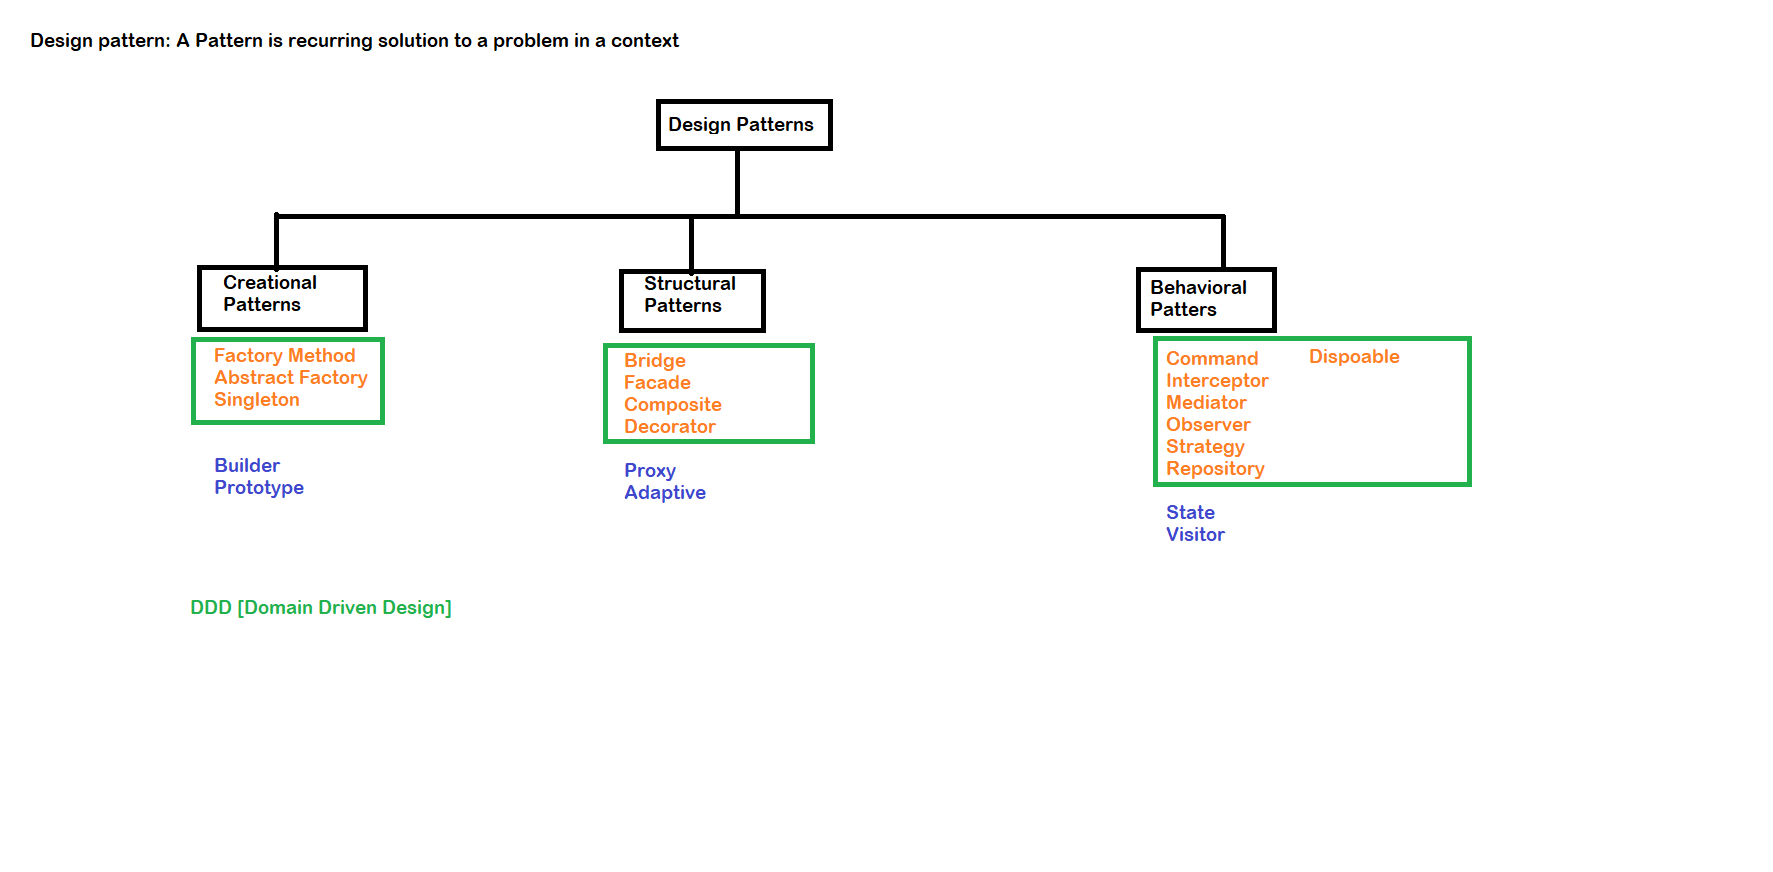 Design pattern: A Pattern is recurring solution to a problem in a context
Design Patterns
Creational
Patterns
Factory Method
Abstract Factory
Singleton
Builder
Prototype
Structural
Patterns
Bridge
Facade
Composite
Decorator
Proxy
Adaptive
Behavioral
Patters
Command
Interceptor
Mediator
Observer
Strategy
Repository
Dispoable
State
Visitor
DDD [Domain Driven Design]